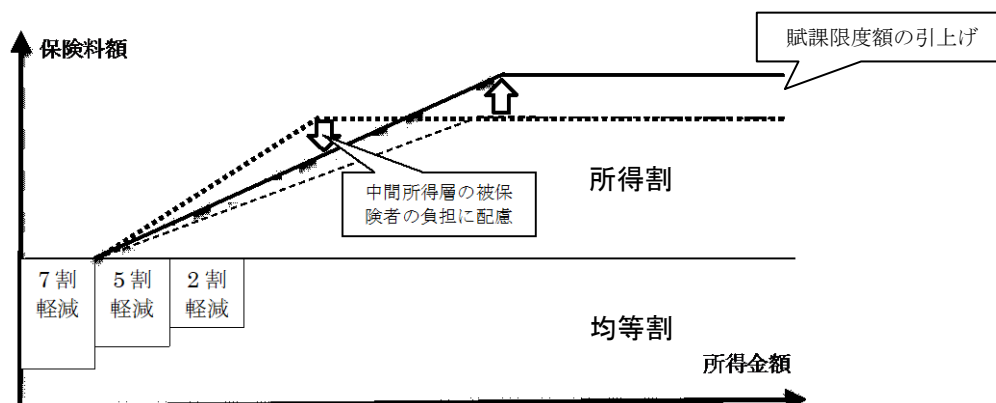 保険料額
賦課限度額の引上げ
中間所得層の被保
険者の負担に配慮
所得割
7割
軽減
5割
軽減
2割
軽減
均等割
所得金額